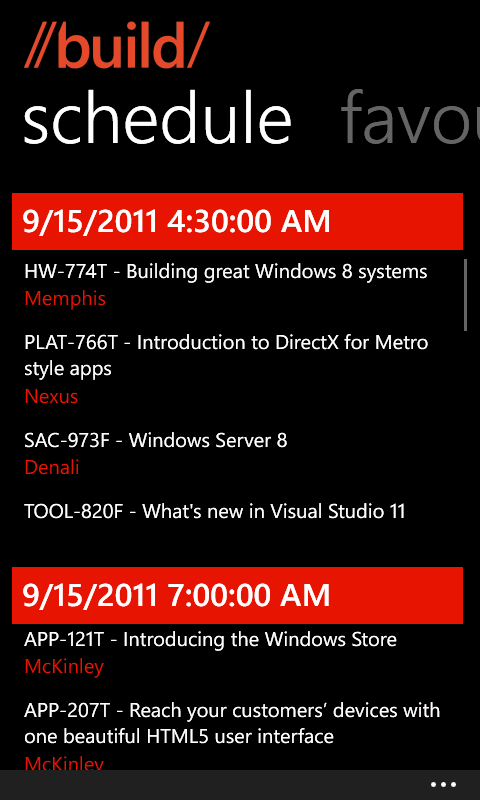 //build/
schedule favou
9/15/2011 4:30:00 AM
HW-774T - Building great Windows 8 systems
Memphis
PLAT-766T - Introduction to DirectX for Metro
style apps
Nexus
SAC-973F - Windows Server 8
Denali
TOOL-820F - What's new in Visual Studio 11
9/15/2011 7:00:00 AM
APP-121T - Introducing the Windows Store
McKinley
APP-207T - Reach your customers’ devices with
one beautiful HTML5 user interface
McKinley